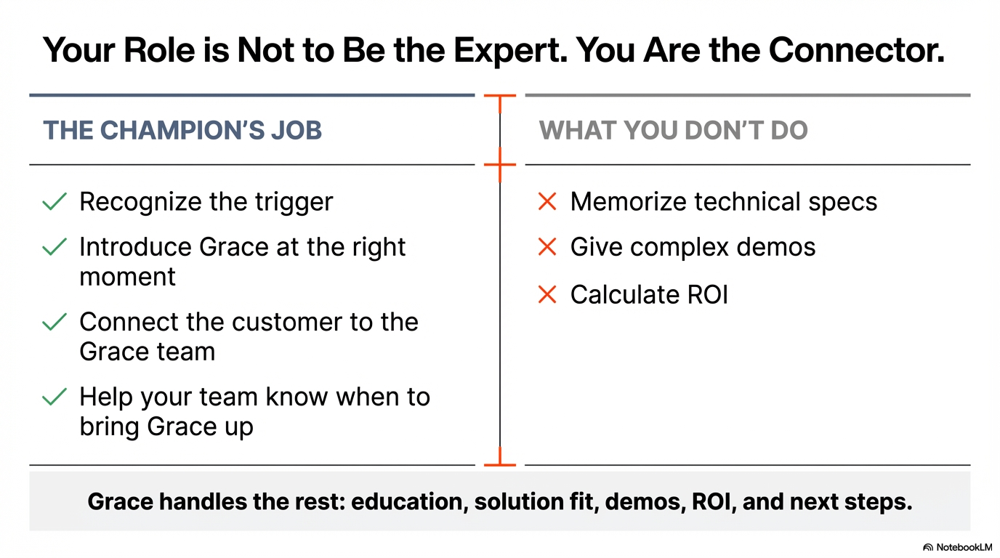 Your Role is Not to Be the Expert. You Are the Connector.
THE CHAMPION’S JOB
Recognize the trigger
Introduce Grace at the right
moment
Connect the customer to the
Grace team
Help your team know when to
bring Grace up
WHAT YOU DON’T DO
Memorize technical specs
Give complex demos
Calculate ROI
Grace handles the rest: education, solution fit, demos, ROI, and next steps.
NotebookLM